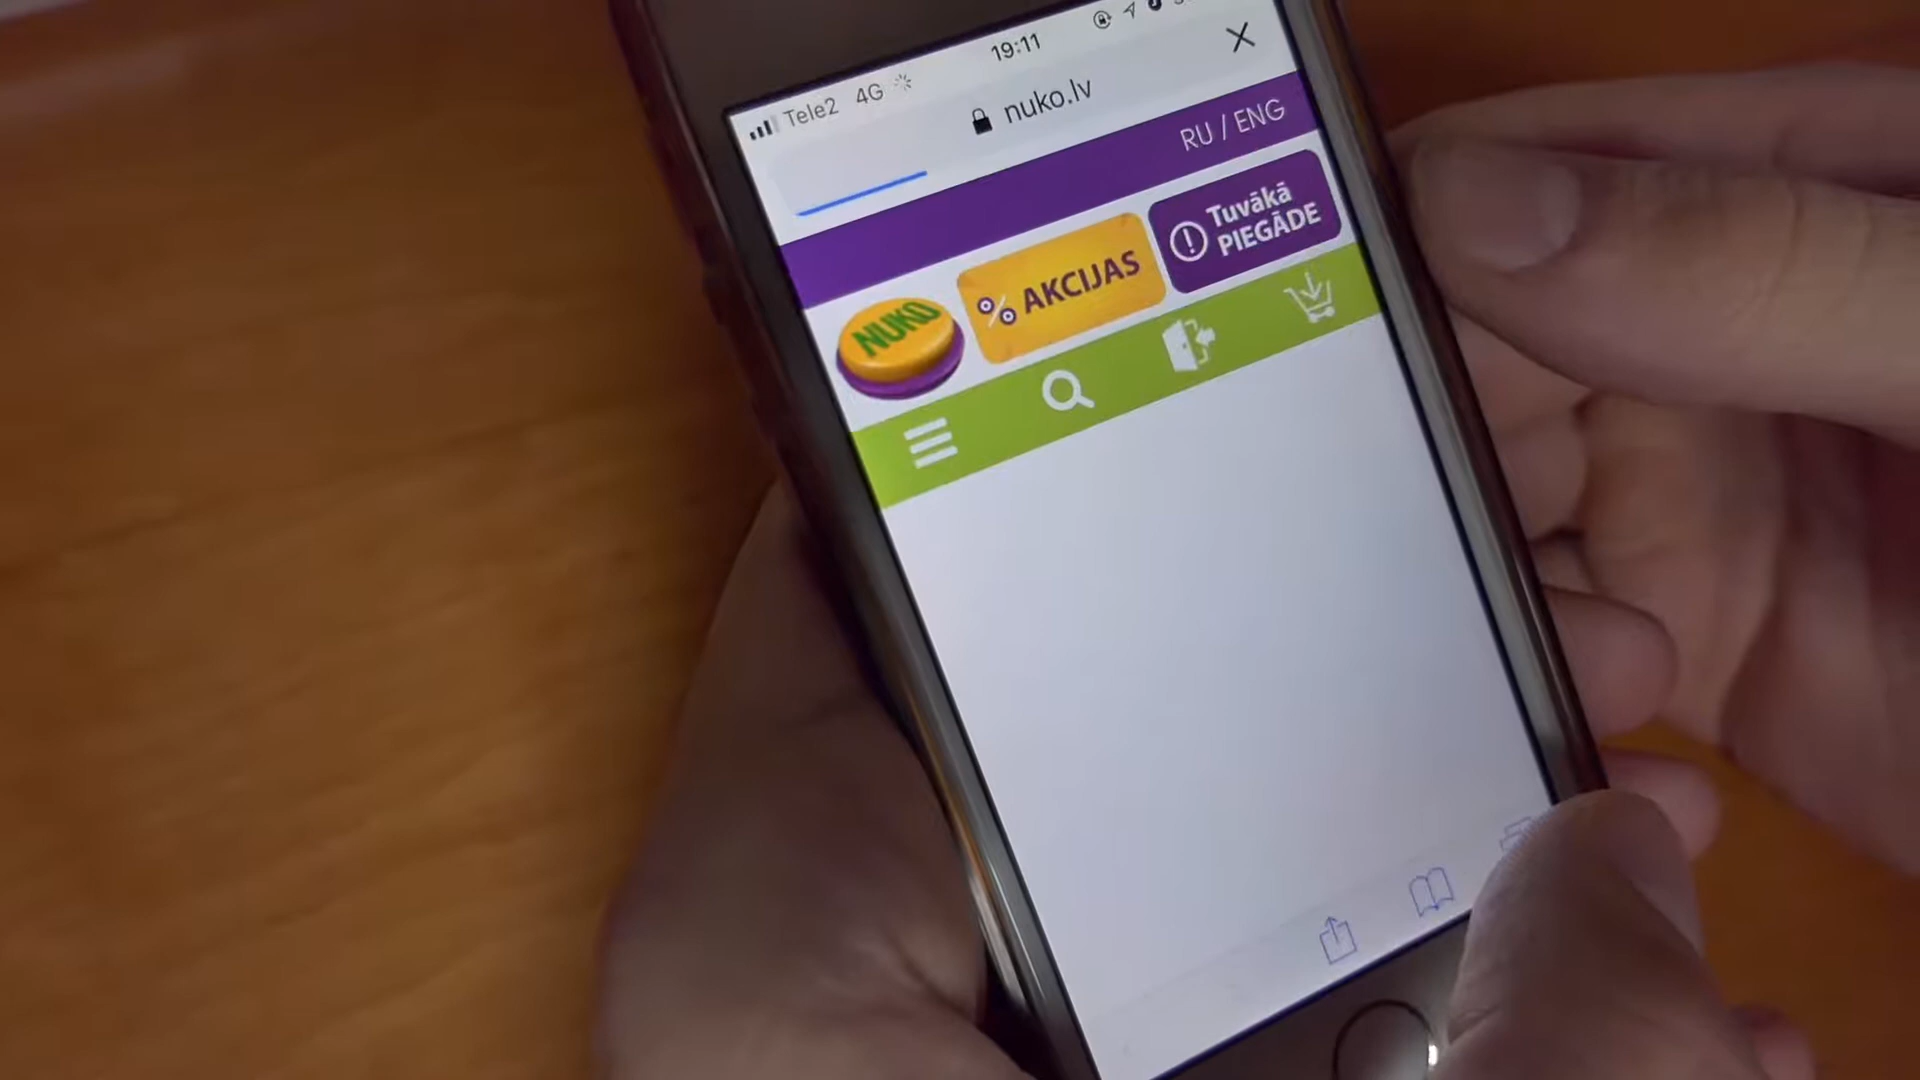 Tele2 4G 19:11
nuko.lv
RU / ENG
NUKO
% AKCIJAS
Tuvākā
PIEGĀDE